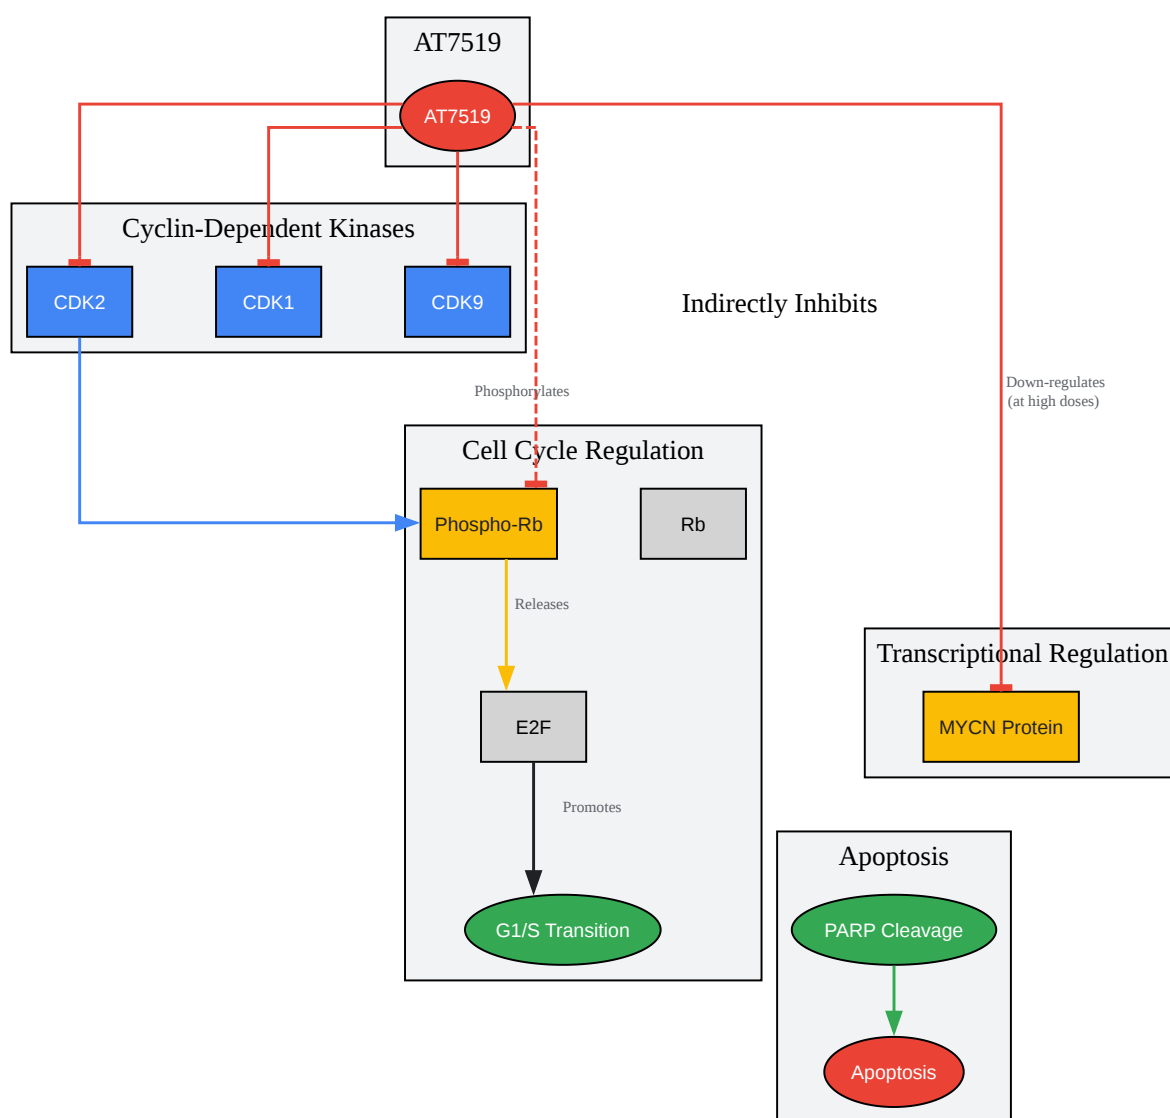 AT7519
AT7519
Cyclin-Dependent Kinases
CDK2
CDK1
CDK9
Indirectly Inhibits
Phosphorylates
Down-regulates
(at high doses)
Cell Cycle Regulation
Phospho-Rb
Rb
Releases
Transcriptional Regulation
E2F
MYCN Protein
Promotes
Apoptosis
G1/S Transition
PARP Cleavage
Apoptosis